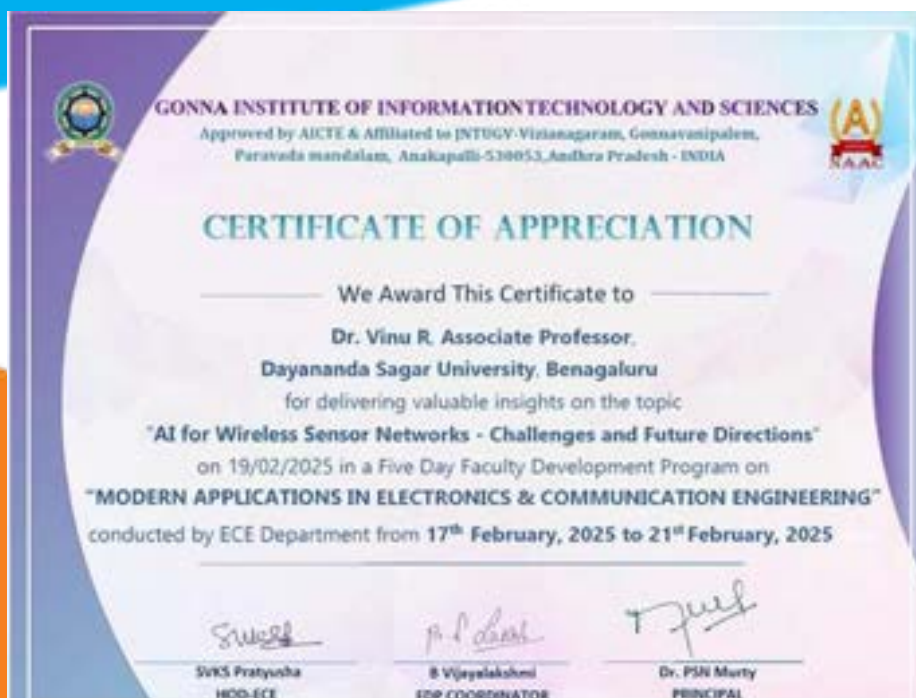 GONNA INSTITUTE OF INFORMATION TECHNOLOGY AND SCIENCES
Approved by AICTE & Affiliated to JNTUGV-Vizianagaram, Gonnavanipalem,
Paravada mandalam, Anakapalli-530053, Andhra Pradesh - INDIA
A
NAAC
CERTIFICATE OF APPRECIATION
We Award This Certificate to
Dr. Vinu R, Associate Professor,
Dayananda Sagar University, Benagaluru
for delivering valuable insights on the topic
"AI for Wireless Sensor Networks - Challenges and Future Directions"
on 19/02/2025 in a Five Day Faculty Development Program on
"MODERN APPLICATIONS IN ELECTRONICS & COMMUNICATION ENGINEERING"
conducted by ECE Department from 17th February, 2025 to 21st February, 2025
SVKS Pratyusha
B Vijayalakshmi
Dr. PSN Murty
HOD-ECE
FDP COORDINATOR
PRINCIPAL